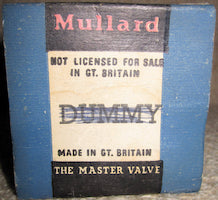 Mullard
NOT LICENSED FOR SALE
IN GT. BRITAIN
DUMMY
MADE IN GT. BRITAIN
THE MASTER VALVE